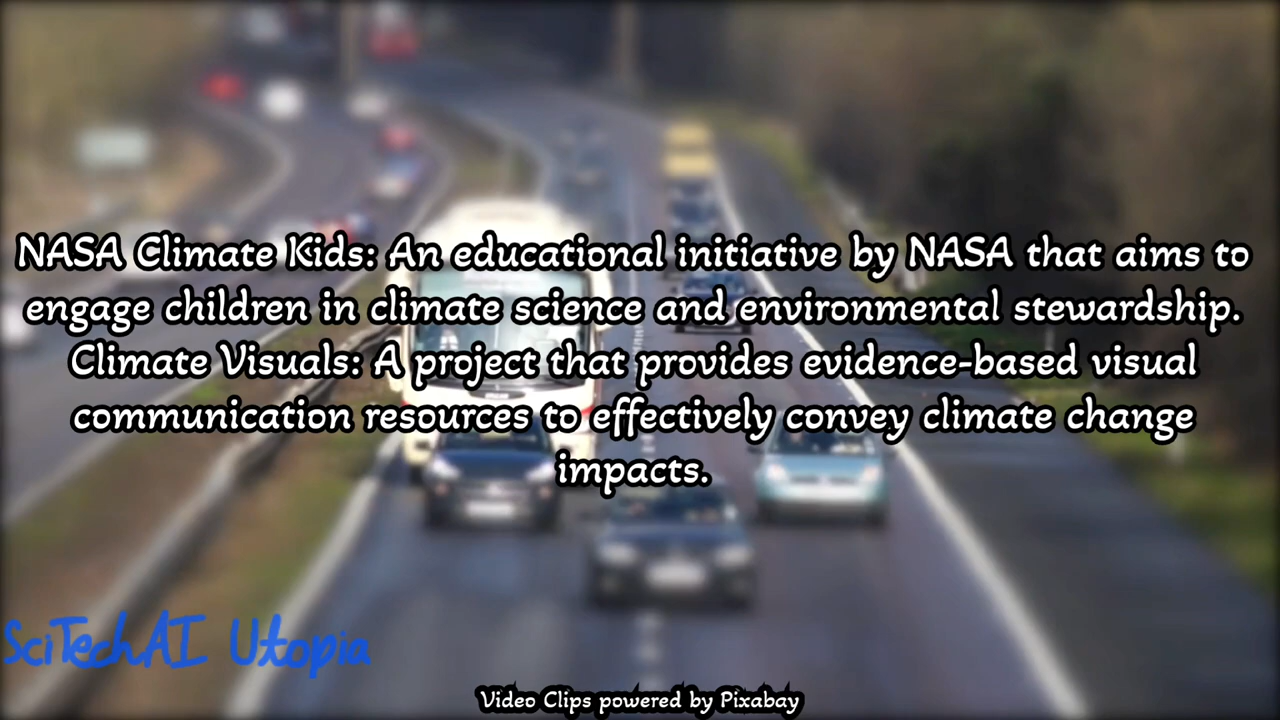 NASA Climate Kids: An educational initiative by NASA that aims to
engage children in climate science and environmental stewardship.
Climate Visuals: A project that provides evidence-based visual
communication resources to effectively convey climate change
impacts.
SciTechAI Utopia
Video Clips powered by Pixabay